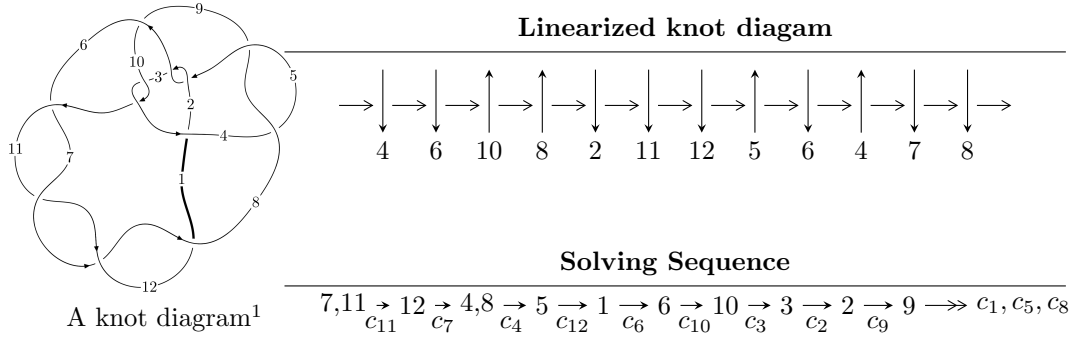 9
6
10
3
5
2
4
11
7
1
8
12
A knot diagram¹
Linearized knot diagam
4 6 10 8 2 11 12 5 6 4 7 8
Solving Sequence
7,11 → 12 → 4,8 → 5 → 1 → 6 → 10 → 3 → 2 → 9 →→ c₁, c₅, c₈
c₁₁ c₇ c₄ c₁₂ c₆ c₁₀ c₃ c₂ c₉